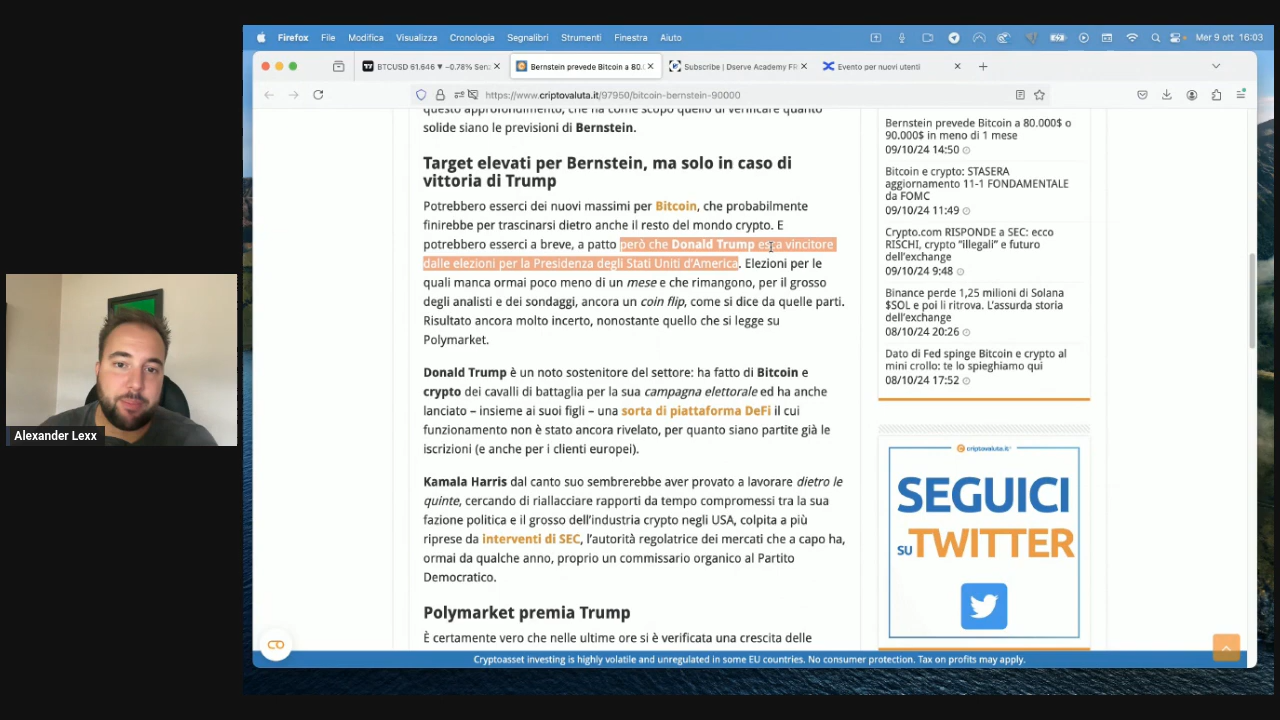 Firefox File Modifica Visualizza Cronologia Segnalibri Strumenti Finestra Aiuto
Mer 9 ott 16:03
BTCUSD 61.646 ▼ −0.78% Sen:
Bernstein prevede Bitcoin a 80.
Subscribe | Dserve Academy FR
Evento per nuovi utenti
https://www.criptovaluta.it/97950/bitcoin-bernstein-90000
questo approfondimento, che ha come scopo quello di verificare quanto
solide siano le previsioni di Bernstein.
Target elevati per Bernstein, ma solo in caso di
vittoria di Trump
Potrebbero esserci dei nuovi massimi per Bitcoin, che probabilmente
finirebbe per trascinarsi dietro anche il resto del mondo crypto. E
potrebbero esserci a breve, a patto però che Donald Trump esca vincitore
dalle elezioni per la Presidenza degli Stati Uniti d'America. Elezioni per le
quali manca ormai poco meno di un mese e che rimangono, per il grosso
degli analisti e dei sondaggi, ancora un coin flip, come si dice da quelle parti.
Risultato ancora molto incerto, nonostante quello che si legge su
Polymarket.
Donald Trump è un noto sostenitore del settore: ha fatto di Bitcoin e
crypto dei cavalli di battaglia per la sua campagna elettorale ed ha anche
lanciato – insieme ai suoi figli – una sorta di piattaforma DeFi il cui
funzionamento non è stato ancora rivelato, per quanto siano partite già le
iscrizioni (e anche per i clienti europei).
Kamala Harris dal canto suo sembrerebbe aver provato a lavorare dietro le
quinte, cercando di riallacciare rapporti da tempo compromessi tra la sua
fazione politica e il grosso dell'industria crypto negli USA, colpita a più
riprese da interventi di SEC, l'autorità regolatrice dei mercati che a capo ha,
ormai da qualche anno, proprio un commissario organico al Partito
Democratico.
Polymarket premia Trump
È certamente vero che nelle ultime ore si è verificata una crescita delle
Bernstein prevede Bitcoin a 80.000$ o
90.000$ in meno di 1 mese
09/10/24 14:50
Bitcoin e crypto: STASERA
aggiornamento 11-1 FONDAMENTALE
da FOMC
09/10/24 11:49
Crypto.com RISPONDE a SEC: ecco
RISCHI, crypto "illegali" e futuro
dell'exchange
09/10/24 9:48
Binance perde 1,25 milioni di Solana
$SOL e poi li ritrova. L'assurda storia
dell'exchange
08/10/24 20:26
Dato di Fed spinge Bitcoin e crypto al
mini crollo: te lo spieghiamo qui
08/10/24 17:52
criptovaluta.it
SEGUICI
SU TWITTER
Cryptoasset investing is highly volatile and unregulated in some EU countries. No consumer protection. Tax on profits may apply.
Alexander Lexx